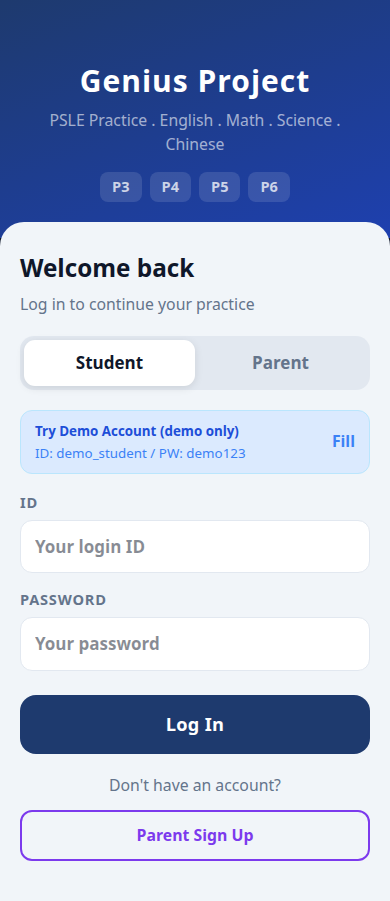 Genius Project
PSLE Practice . English . Math . Science .
Chinese
P3 P4 P5 P6
Welcome back
Log in to continue your practice
Student Parent
Try Demo Account (demo only)
ID: demo_student / PW: demo123
Fill
ID
Your login ID
PASSWORD
Your password
Log In
Don't have an account?
Parent Sign Up